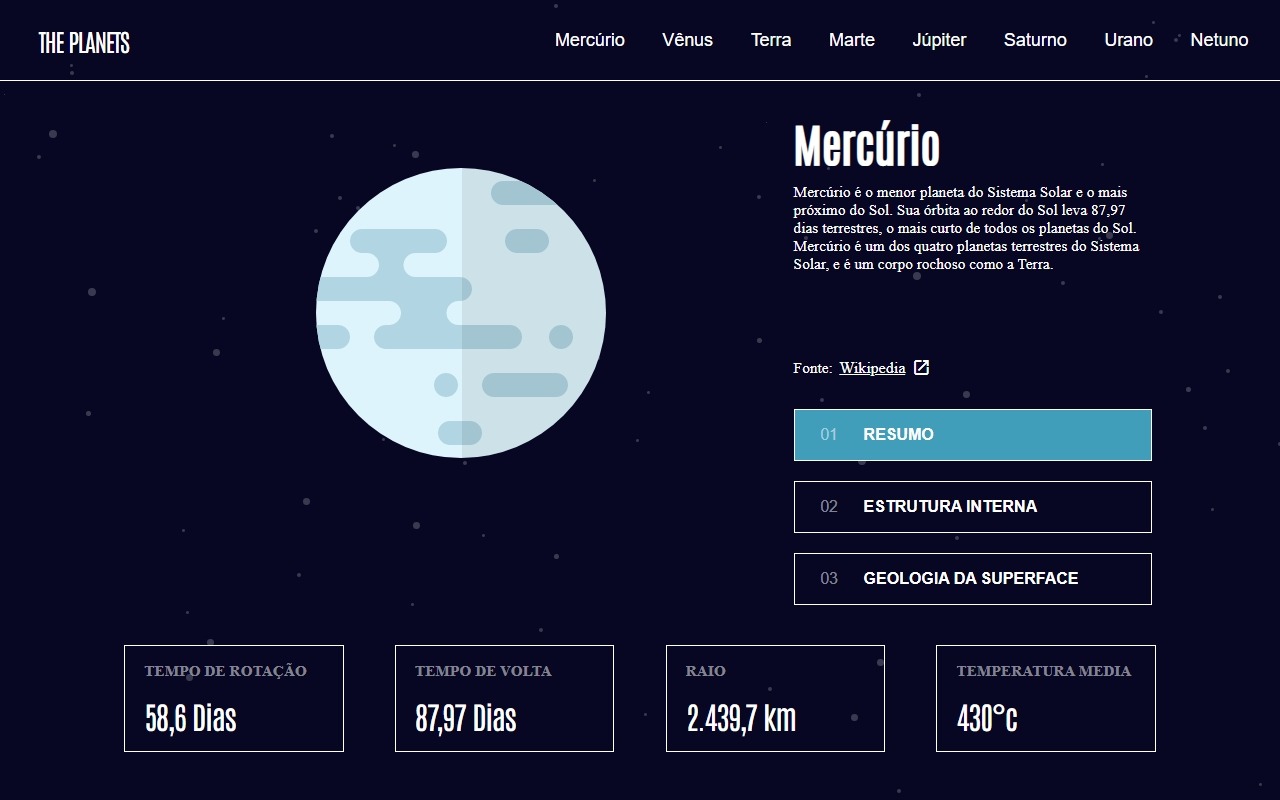 THE PLANETS
Mercúrio Vênus Terra Marte Júpiter Saturno Urano Netuno
Mercúrio
Mercúrio é o menor planeta do Sistema Solar e o mais
próximo do Sol. Sua órbita ao redor do Sol leva 87,97
dias terrestres, o mais curto de todos os planetas do Sol.
Mercúrio é um dos quatro planetas terrestres do Sistema
Solar, e é um corpo rochoso como a Terra.
Fonte: Wikipedia
01 RESUMO
02 ESTRUTURA INTERNA
03 GEOLOGIA DA SUPERFACE
TEMPO DE ROTAÇÃO
58,6 Dias
TEMPO DE VOLTA
87,97 Dias
RAIO
2.439,7 km
TEMPERATURA MEDIA
430°c